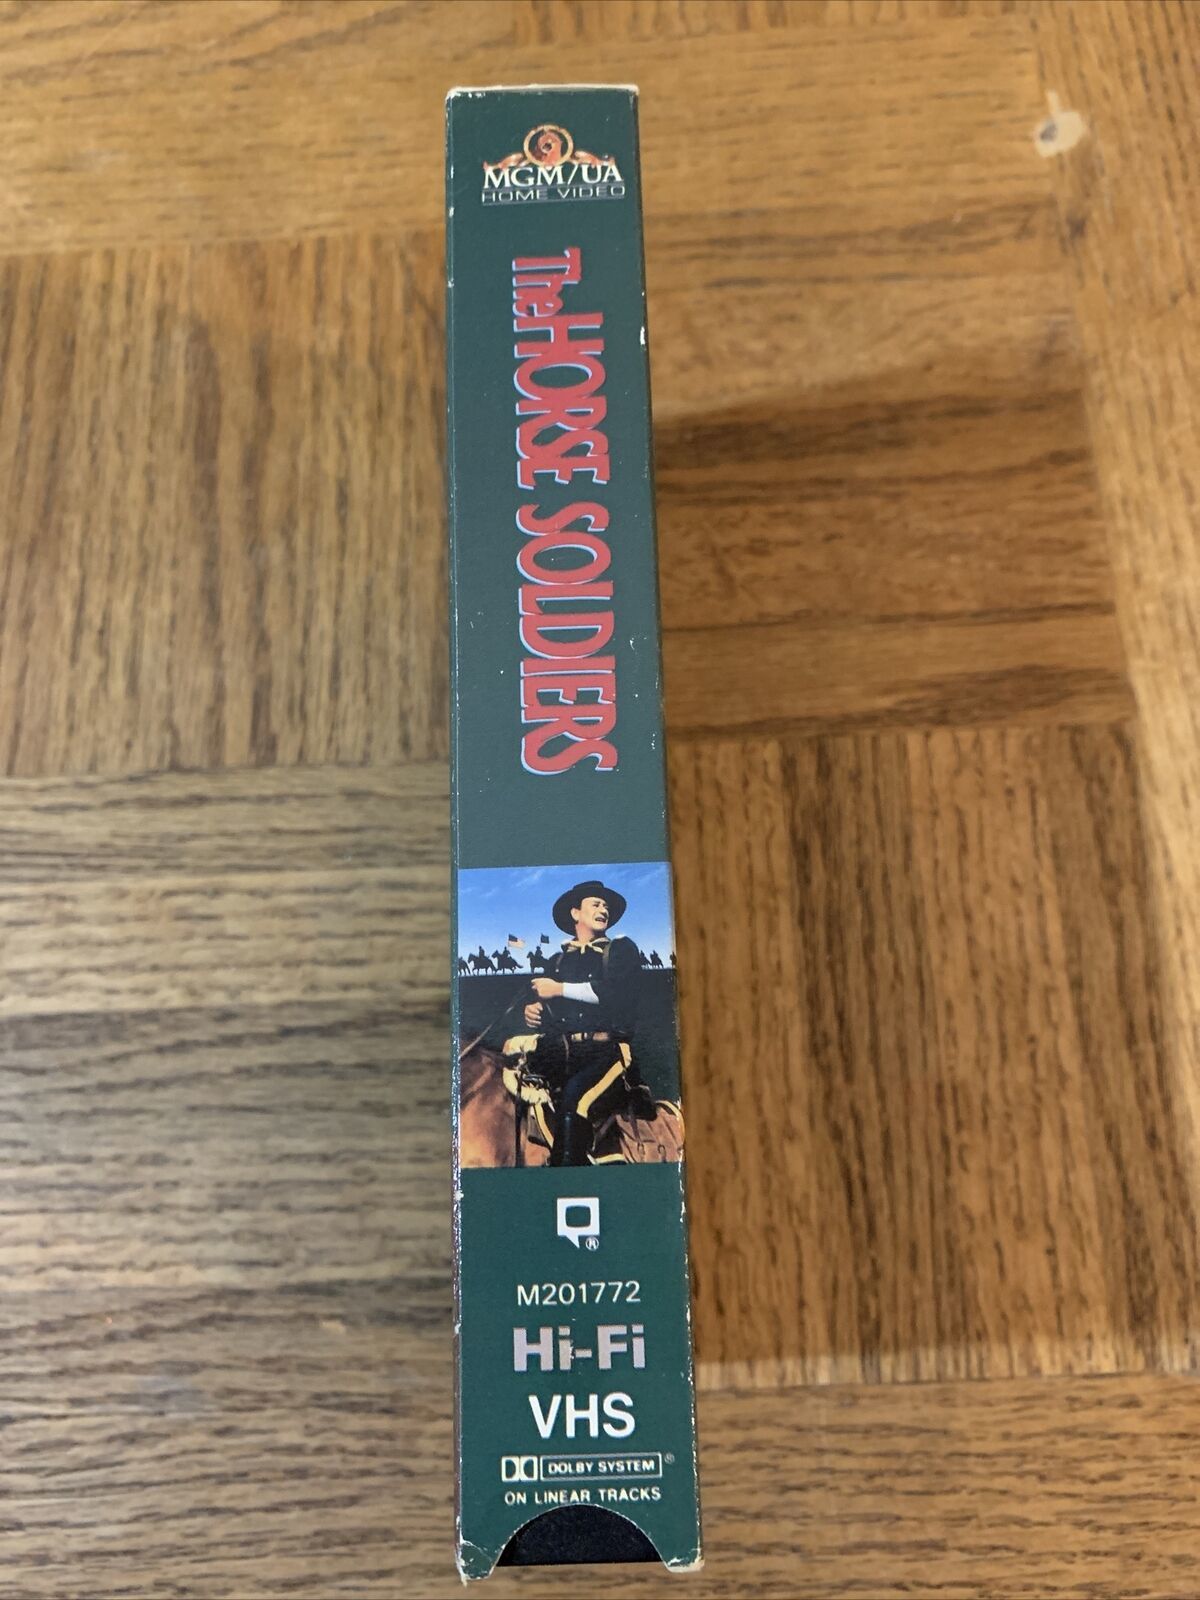 MGM/UA
HOME VIDEO
The HORSE SOLDIERS
®
M201772
Hi-Fi
VHS
DOLBY SYSTEM®
ON LINEAR TRACKS